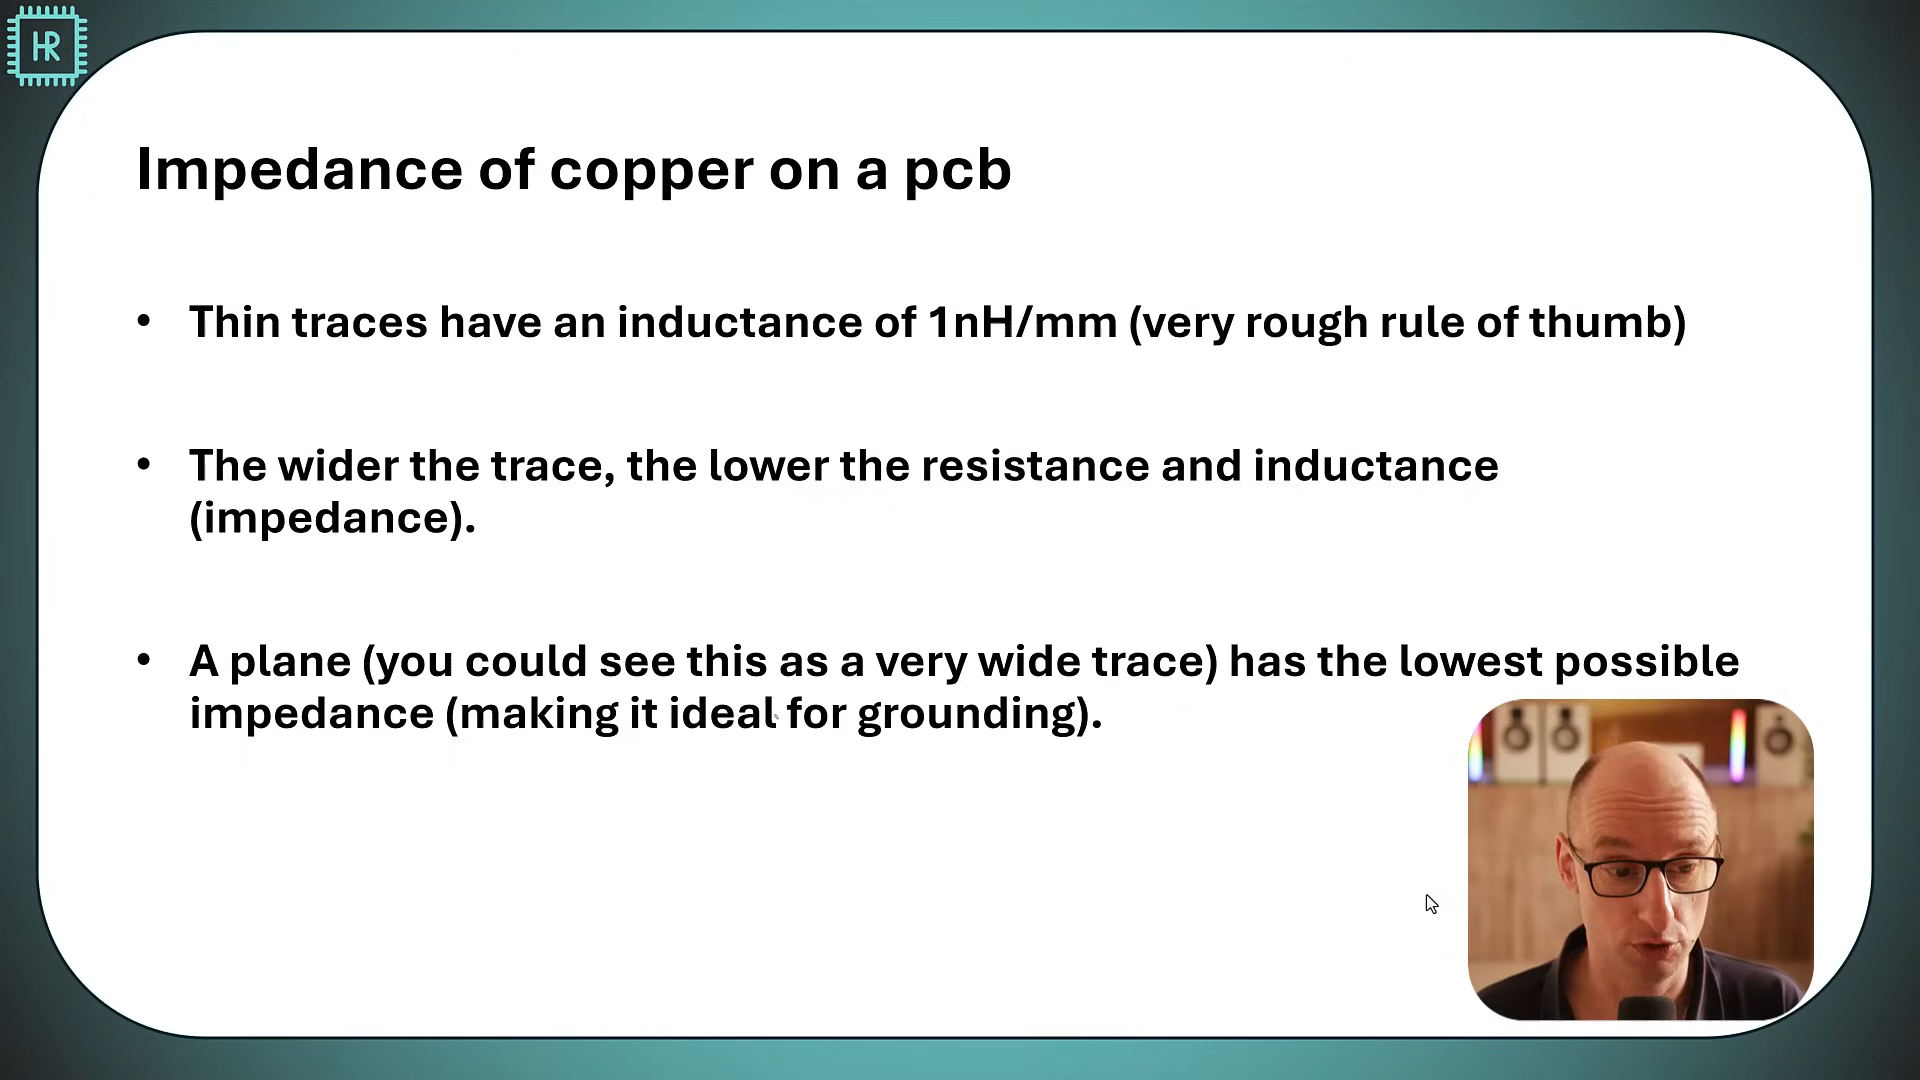 HR
Impedance of copper on a pcb
• Thin traces have an inductance of 1nH/mm (very rough rule of thumb)
• The wider the trace, the lower the resistance and inductance
(impedance).
• A plane (you could see this as a very wide trace) has the lowest possible
impedance (making it ideal for grounding).